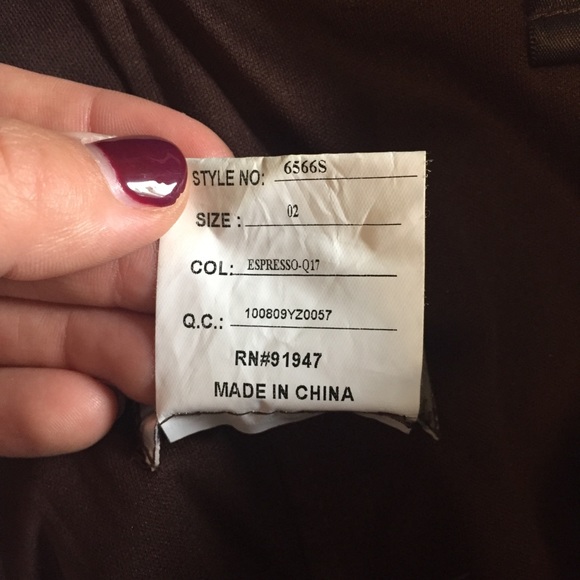 STYLE NO: 6566S
SIZE : 02
COL: ESPRESSO-Q17
Q.C.: 100809YZ0057
RN#91947
MADE IN CHINA